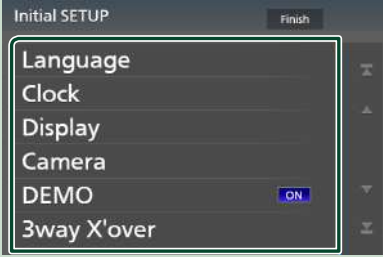 Initial SETUP
Finish
Language
Clock
Display
Camera
DEMO
ON
3way X'over